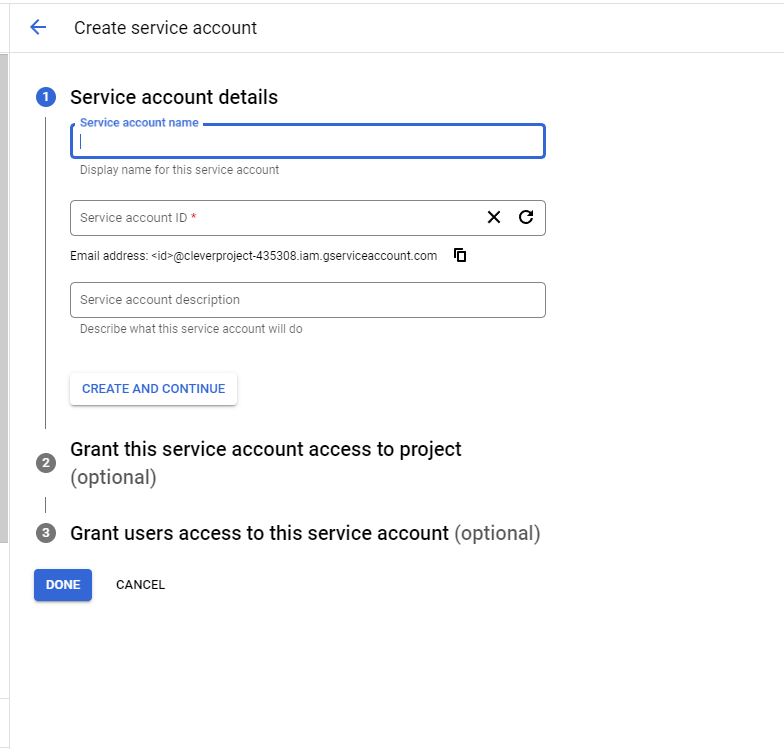 Create service account
1
Service account details
Service account name
Display name for this service account
Service account ID *
Email address: <id>@cleverproject-435308.iam.gserviceaccount.com
Service account description
Describe what this service account will do
CREATE AND CONTINUE
2
Grant this service account access to project
(optional)
3
Grant users access to this service account (optional)
DONE
CANCEL